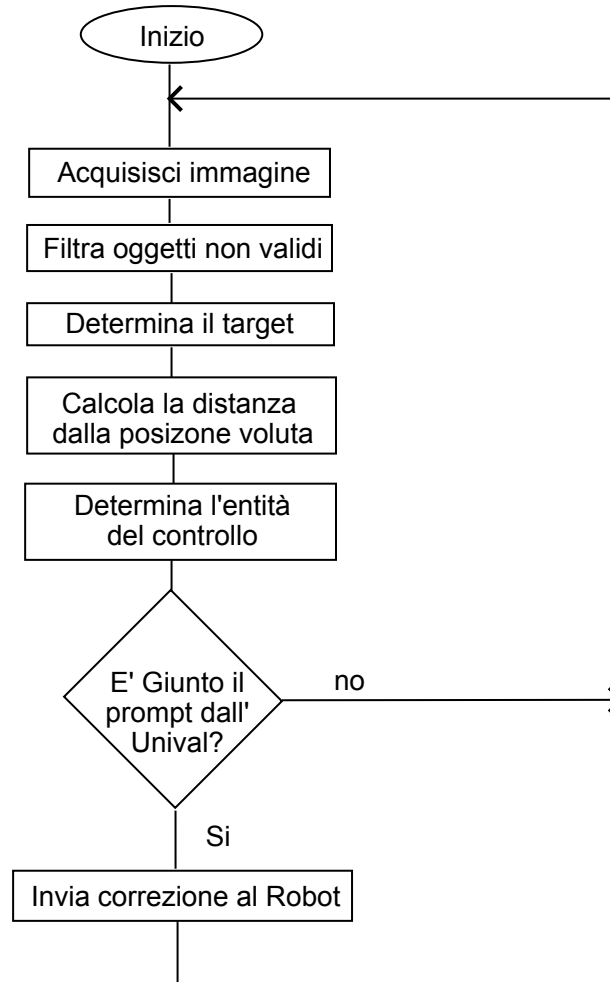 Inizio
Acquisisci immagine
Filtra oggetti non validi
Determina il target
Calcola la distanza
dalla posizone voluta
Determina l'entità
del controllo
E' Giunto il
prompt dall'
Unival?
no
Si
Invia correzione al Robot